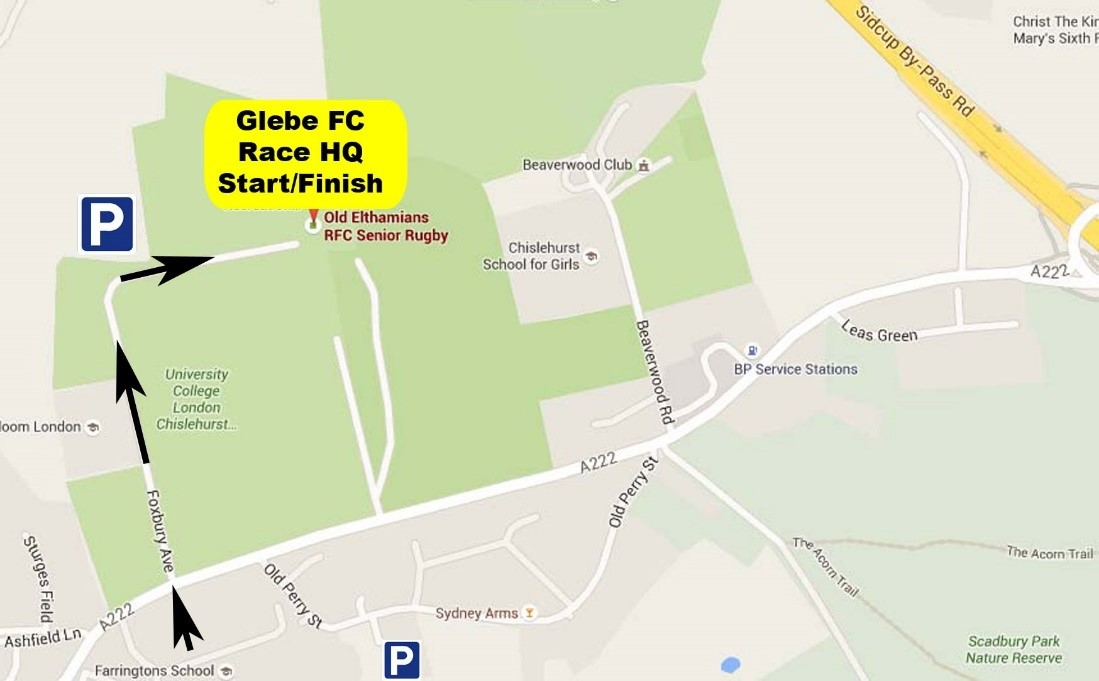 Sidcup By-Pass Rd
Christ The Kin
Mary's Sixth F
Glebe FC
Race HQ
Start/Finish
Beaverwood Club
P
Old Elthamians
RFC Senior Rugby
Chislehurst
School for Girls
A222
Leas Green
Beaverwood Rd
BP Service Stations
University
College
London
Chislehurst...
loom London
A222
Old Perry St
Foxbury Ave
Sturges Field
The Acorn Trail
The Acorn Trail
Old Perry St
A222
Sydney Arms
Ashfield Ln
Scadbury Park
Nature Reserve
Farringtons School
P